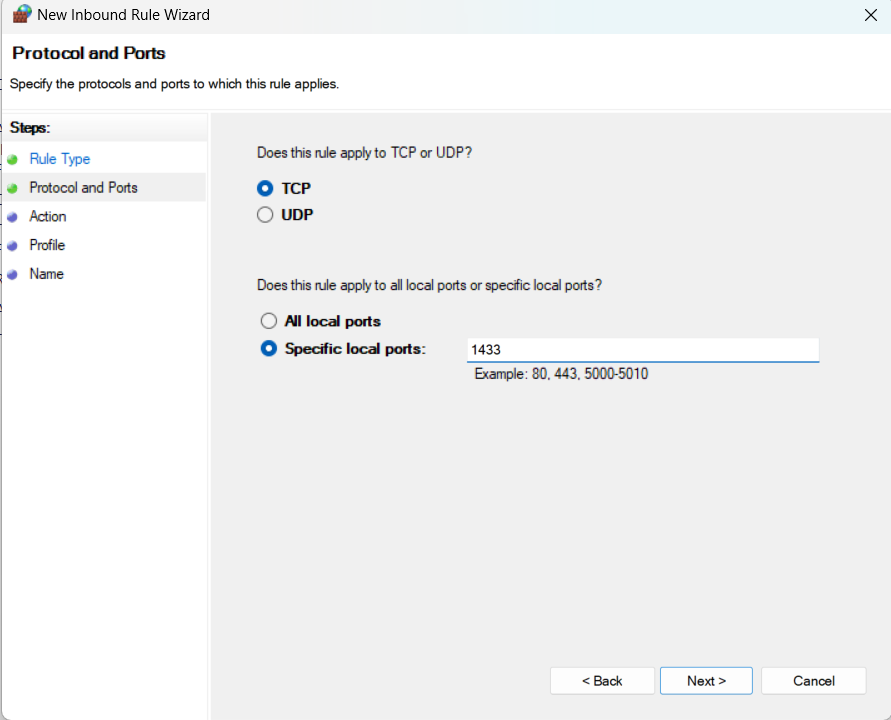 New Inbound Rule Wizard
Protocol and Ports
Specify the protocols and ports to which this rule applies.
Steps:
Rule Type
Protocol and Ports
Action
Profile
Name
Does this rule apply to TCP or UDP?
TCP
UDP
Does this rule apply to all local ports or specific local ports?
All local ports
Specific local ports: 1433
Example: 80, 443, 5000-5010
< Back Next > Cancel